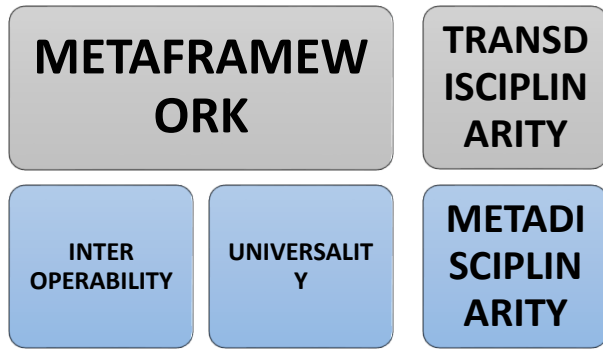 METAFRAMEW
ORK
TRANSD
ISCIPLIN
ARITY
INTER
OPERABILITY
UNIVERSALIT
Y
METADI
SCIPLIN
ARITY